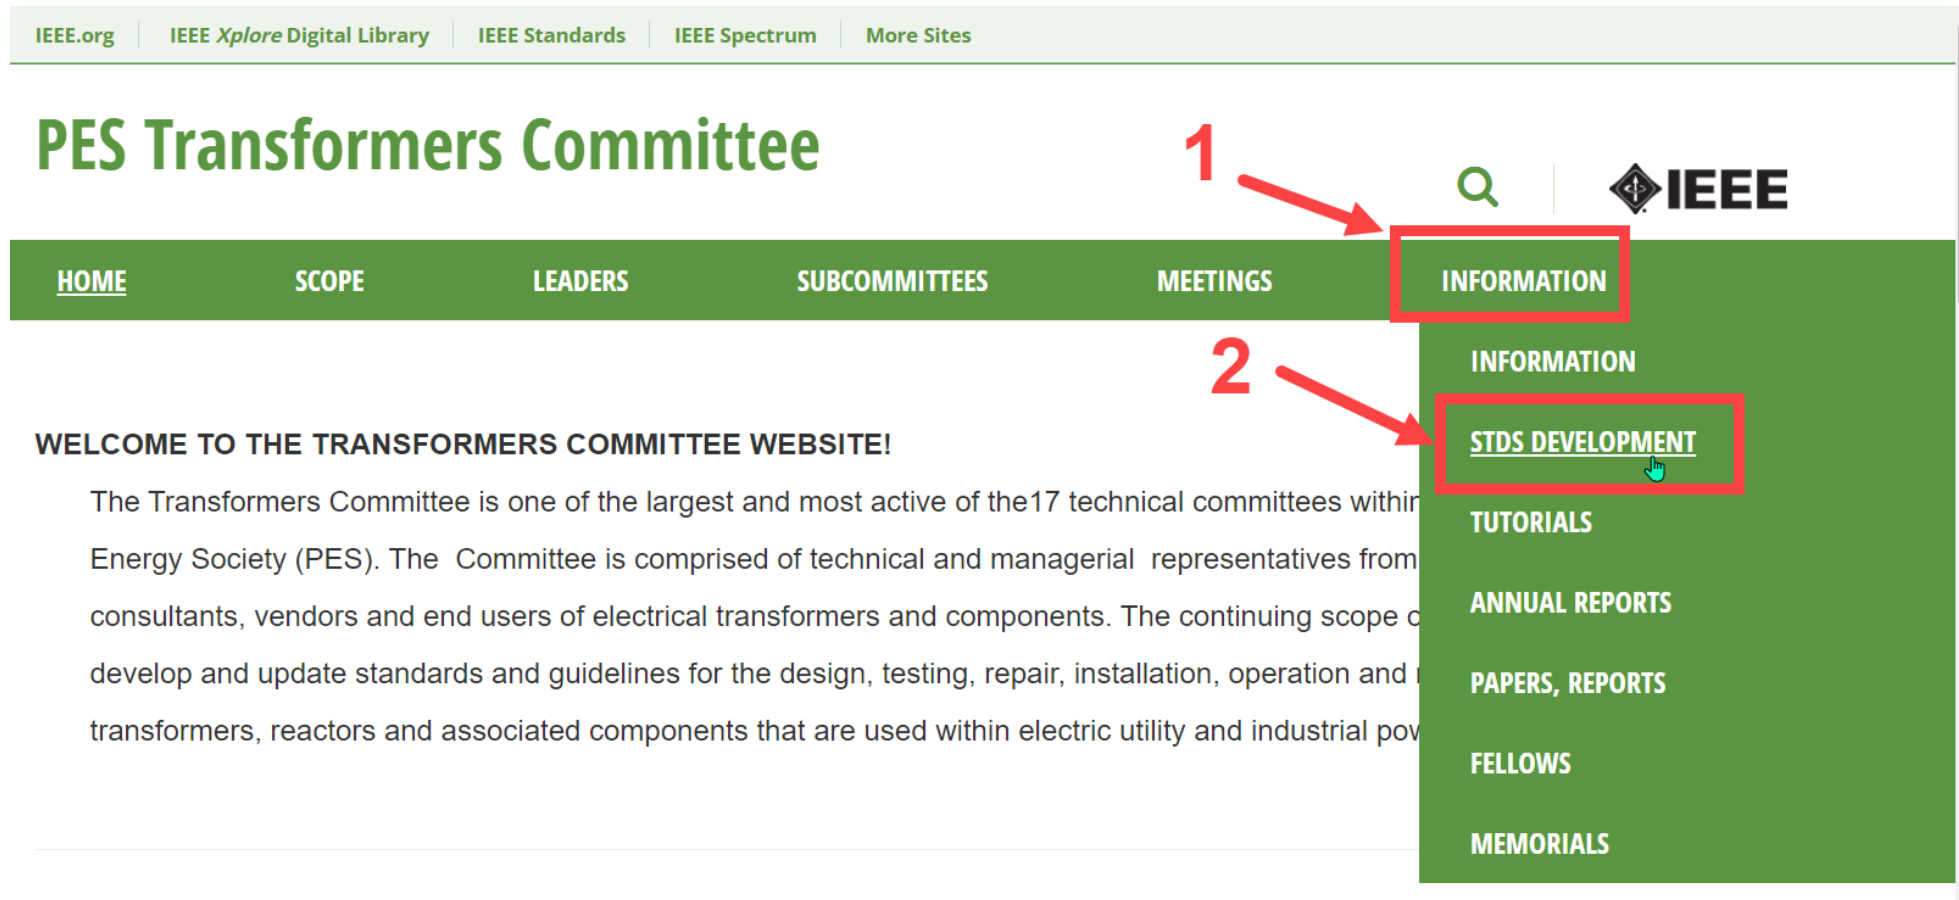 IEEE.org
IEEE Xplore Digital Library
IEEE Standards
IEEE Spectrum
More Sites
PES Transformers Committee
1
IEEE
HOME
SCOPE
LEADERS
SUBCOMMITTEES
MEETINGS
INFORMATION
2
INFORMATION
STDS DEVELOPMENT
TUTORIALS
ANNUAL REPORTS
PAPERS, REPORTS
FELLOWS
MEMORIALS
WELCOME TO THE TRANSFORMERS COMMITTEE WEBSITE!
The Transformers Committee is one of the largest and most active of the17 technical committees within
Energy Society (PES). The  Committee is comprised of technical and managerial  representatives from
consultants, vendors and end users of electrical transformers and components. The continuing scope
develop and update standards and guidelines for the design, testing, repair, installation, operation and
transformers, reactors and associated components that are used within electric utility and industrial